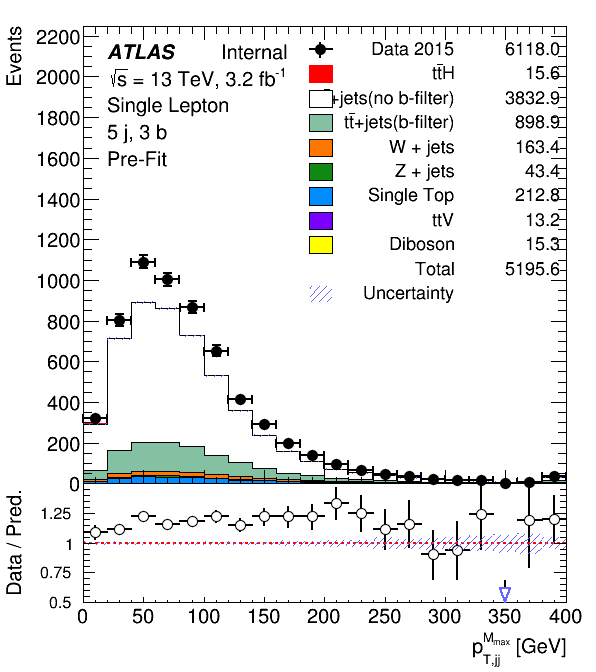 Events
ATLAS Internal
√s = 13 TeV, 3.2 fb-1
Single Lepton
5 j, 3 b
Pre-Fit
Data 2015 6118.0
tt̄H 15.6
+jets(no b-filter) 3832.9
tt̄+jets(b-filter) 898.9
W + jets 163.4
Z + jets 43.4
Single Top 212.8
ttV 13.2
Diboson 15.3
Total 5195.6
Uncertainty
2200
2000
1800
1600
1400
1200
1000
800
600
400
200
0
Data / Pred.
1.25
1
0.75
0.5
0 50 100 150 200 250 300 350 400
pT,jj Mmax [GeV]